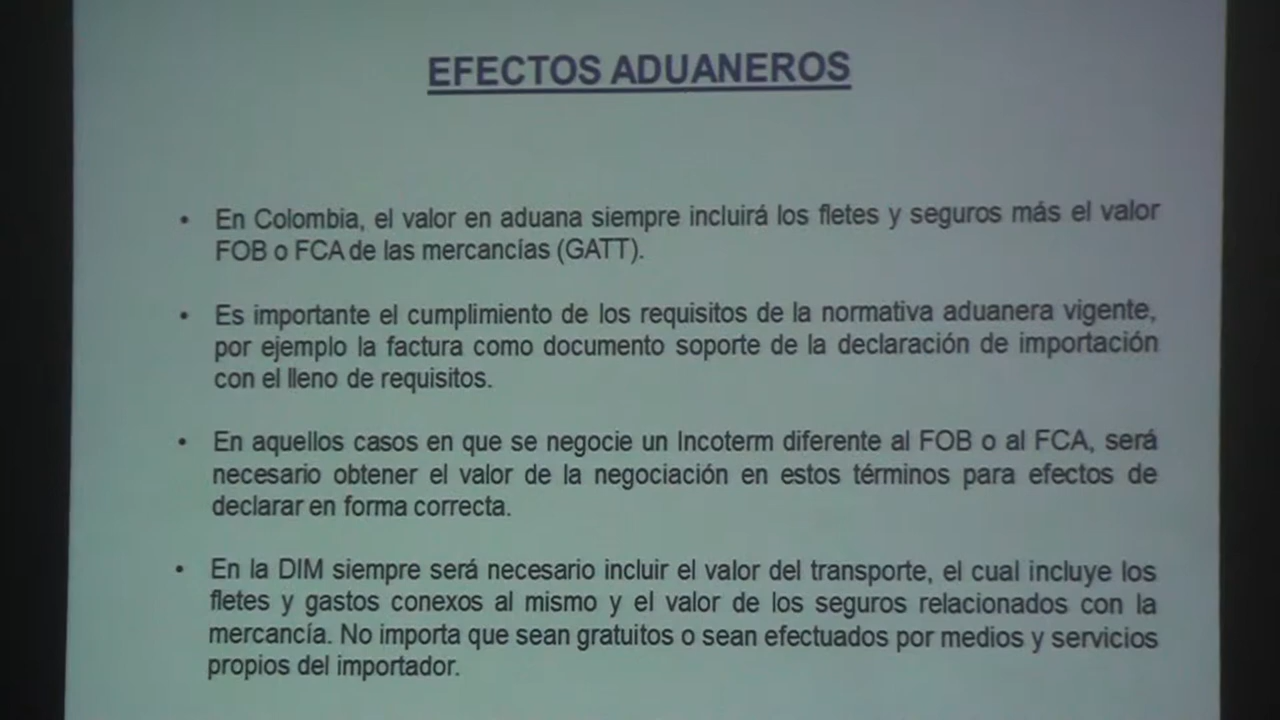 EFECTOS ADUANEROS
• En Colombia, el valor en aduana siempre incluirá los fletes y seguros más el valor
FOB o FCA de las mercancías (GATT).
• Es importante el cumplimiento de los requisitos de la normativa aduanera vigente,
por ejemplo la factura como documento soporte de la declaración de importación
con el lleno de requisitos.
• En aquellos casos en que se negocie un Incoterm diferente al FOB o al FCA, será
necesario obtener el valor de la negociación en estos términos para efectos de
declarar en forma correcta.
• En la DIM siempre será necesario incluir el valor del transporte, el cual incluye los
fletes y gastos conexos al mismo y el valor de los seguros relacionados con la
mercancía. No importa que sean gratuitos o sean efectuados por medios y servicios
propios del importador.